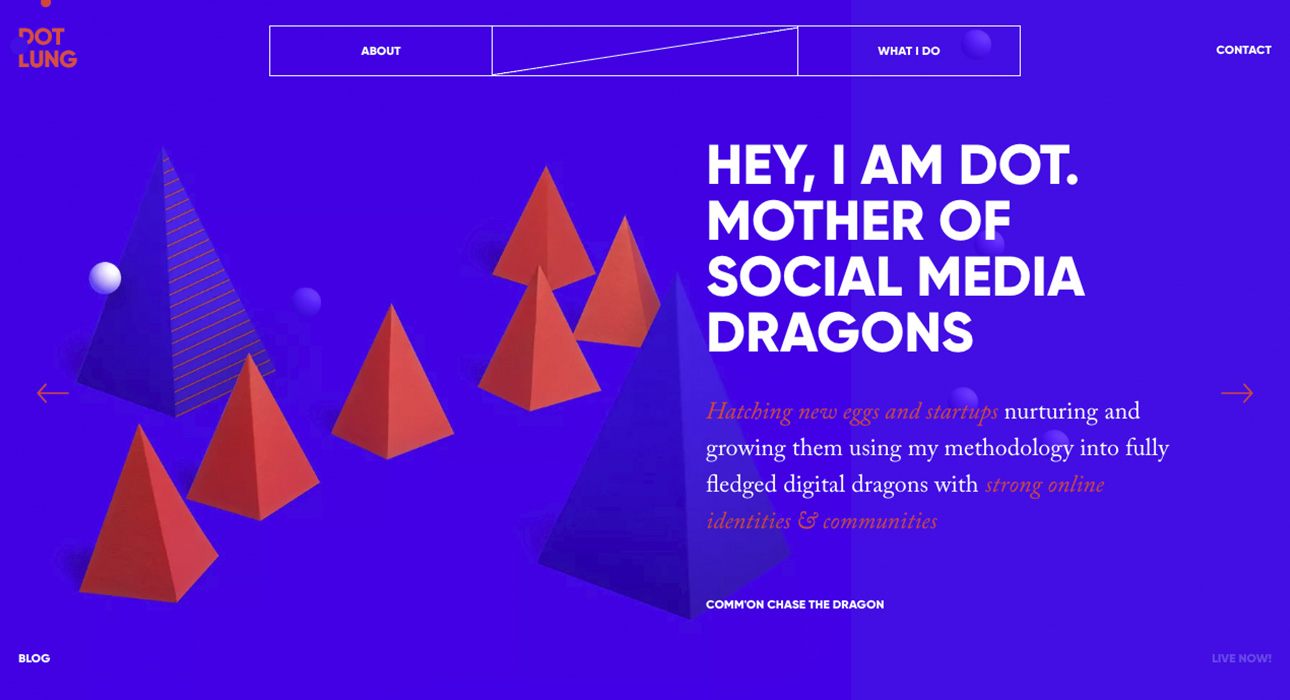 DOT
LUNG
ABOUT
WHAT I DO
CONTACT
HEY, I AM DOT.
MOTHER OF
SOCIAL MEDIA
DRAGONS
Hatching new eggs and startups nurturing and
growing them using my methodology into fully
fledged digital dragons with strong online
identities & communities
COMM'ON CHASE THE DRAGON
BLOG
LIVE NOW!